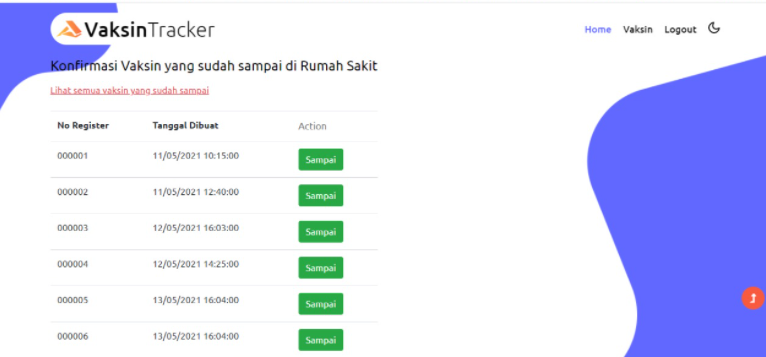 VaksinTracker
Home Vaksin Logout
Konfirmasi Vaksin yang sudah sampai di Rumah Sakit
Lihat semua vaksin yang sudah sampai
No Register Tanggal Dibuat Action
000001 11/05/2021 10:15:00 Sampai
000002 11/05/2021 12:40:00 Sampai
000003 12/05/2021 16:03:00 Sampai
000004 12/05/2021 14:25:00 Sampai
000005 13/05/2021 16:04:00 Sampai
000006 13/05/2021 16:04:00 Sampai